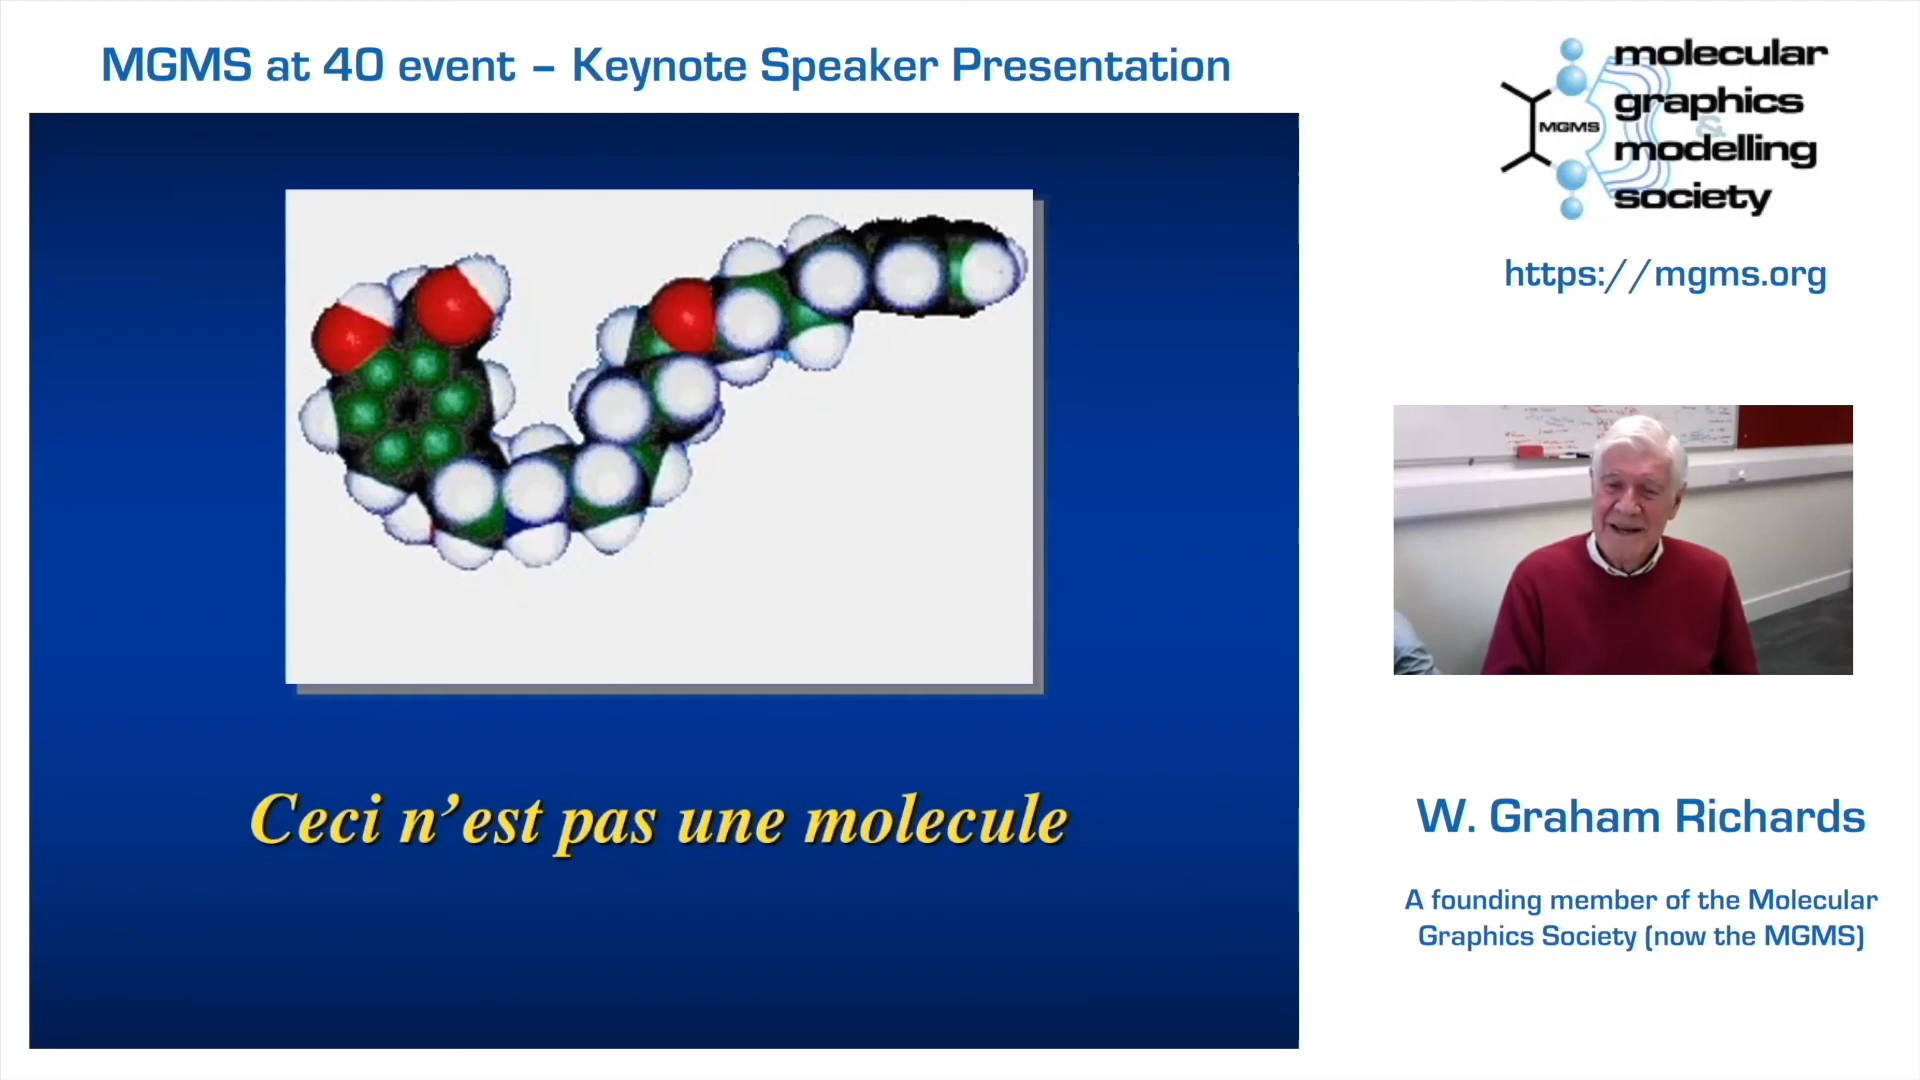 MGMS at 40 event – Keynote Speaker Presentation
molecular
graphics
&
modelling
society
MGMS
https://mgms.org
Ceci n’est pas une molecule
W. Graham Richards
A founding member of the Molecular
Graphics Society (now the MGMS)